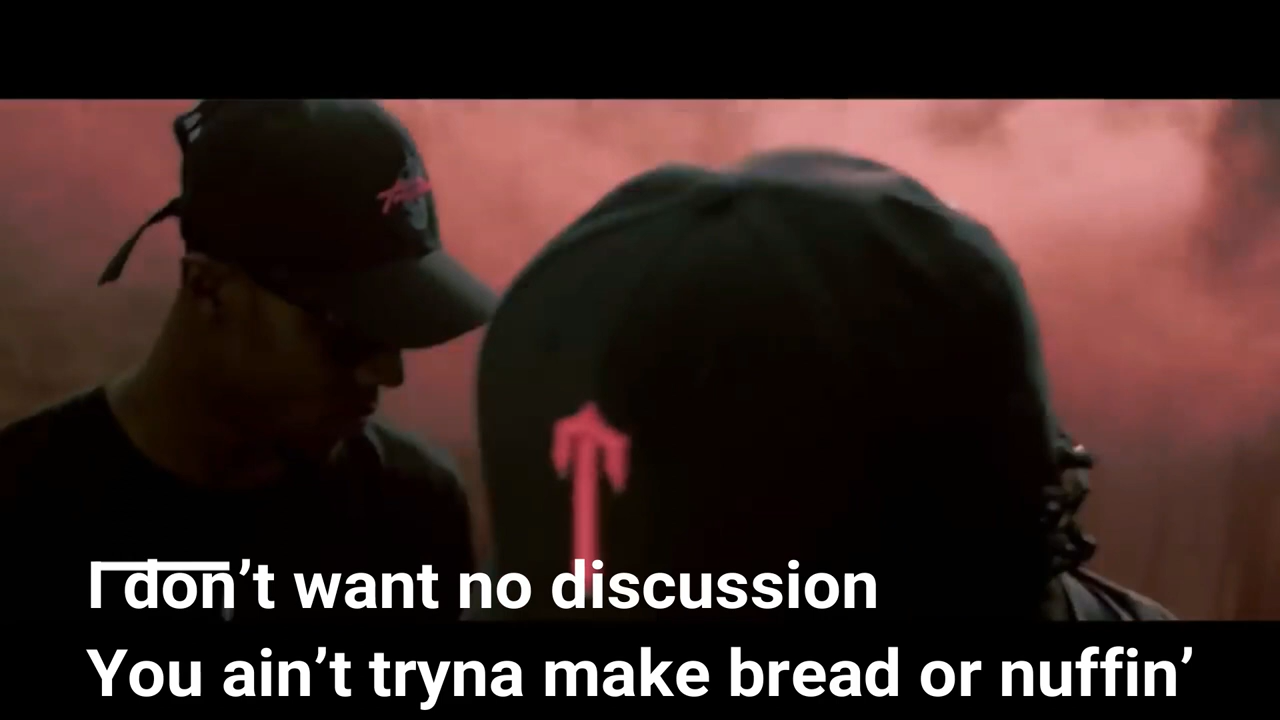 I don’t want no discussion
You ain’t tryna make bread or nuffin’